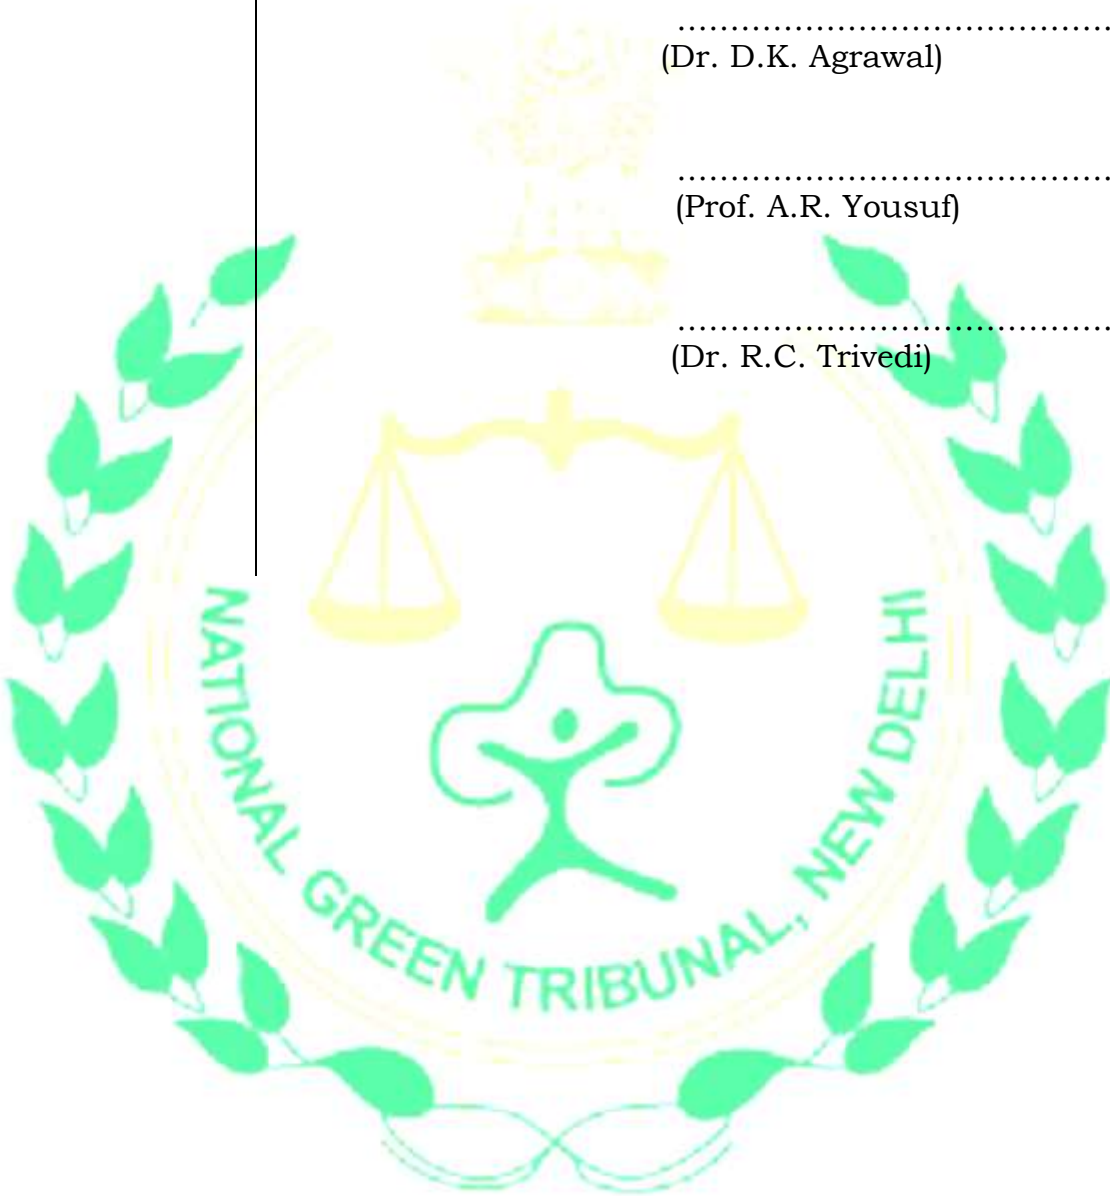 ...........................................
(Dr. D.K. Agrawal)
...........................................
(Prof. A.R. Yousuf)
...........................................
(Dr. R.C. Trivedi)
NATIONAL GREEN TRIBUNAL, NEW DELHI